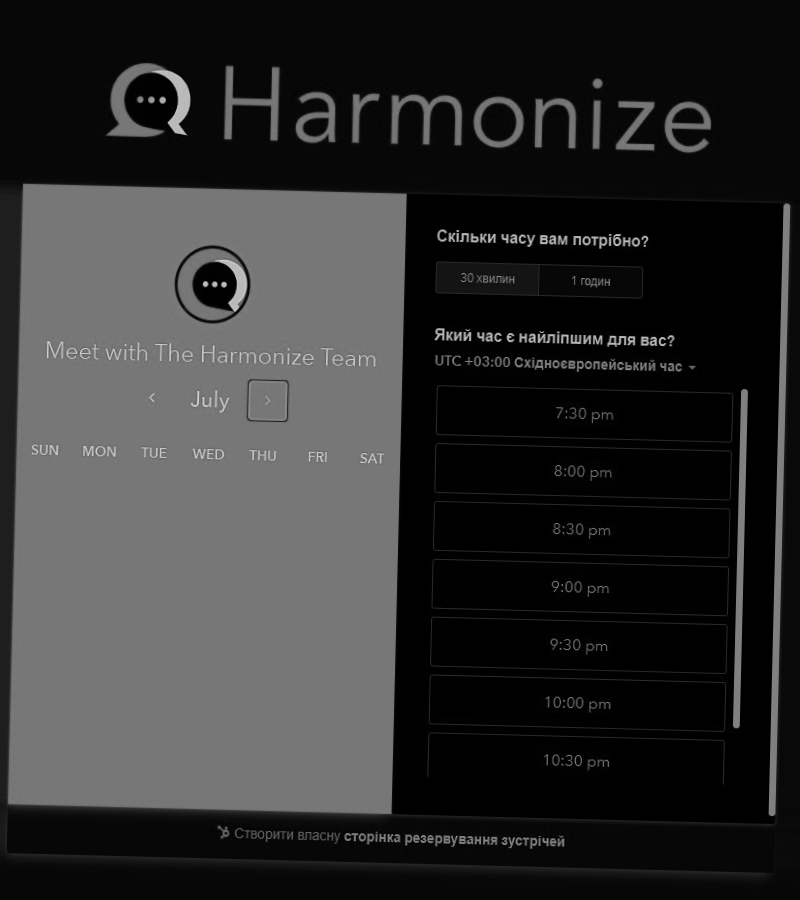 Harmonize
Meet with The Harmonize Team
July
SUN MON TUE WED THU FRI SAT
Скільки часу вам потрібно?
30 хвилин 1 годин
Який час є найліпшим для вас?
UTC +03:00 Східноєвропейський час
7:30 pm
8:00 pm
8:30 pm
9:00 pm
9:30 pm
10:00 pm
10:30 pm
Створити власну сторінка резервування зустрічей